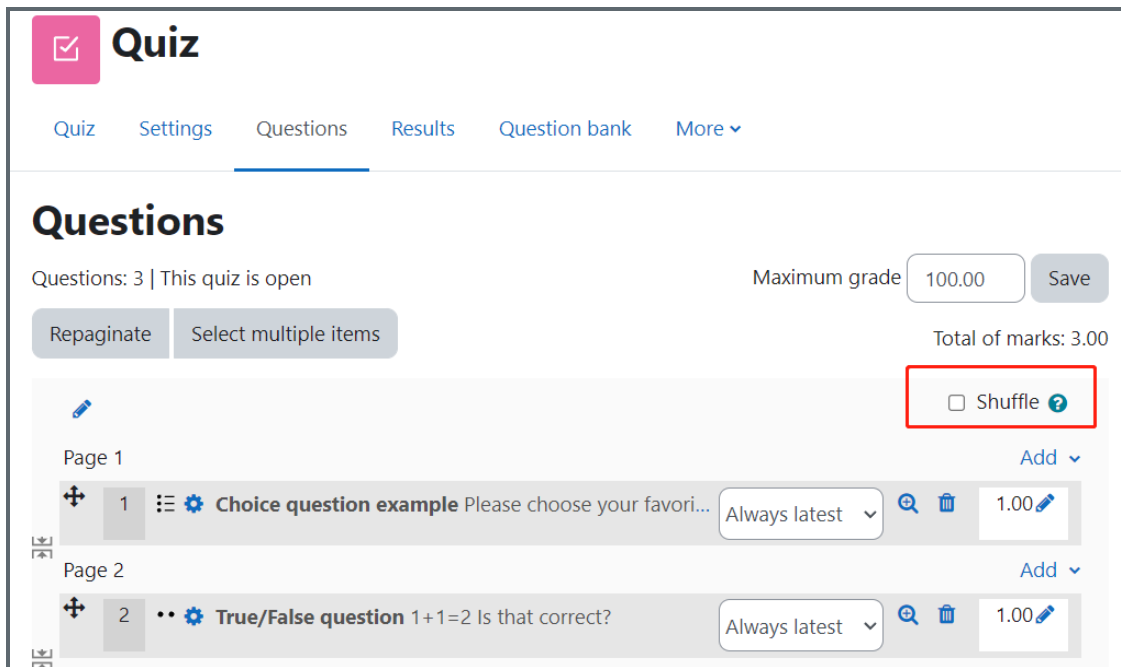 Quiz
Quiz Settings Questions Results Question bank More
Questions
Questions: 3 | This quiz is open
Maximum grade 100.00 Save
Repaginate Select multiple items
Total of marks: 3.00
Shuffle ?
Page 1 Add
1 Choice question example Please choose your favori... Always latest 1.00
Page 2 Add
2 True/False question 1+1=2 Is that correct? Always latest 1.00